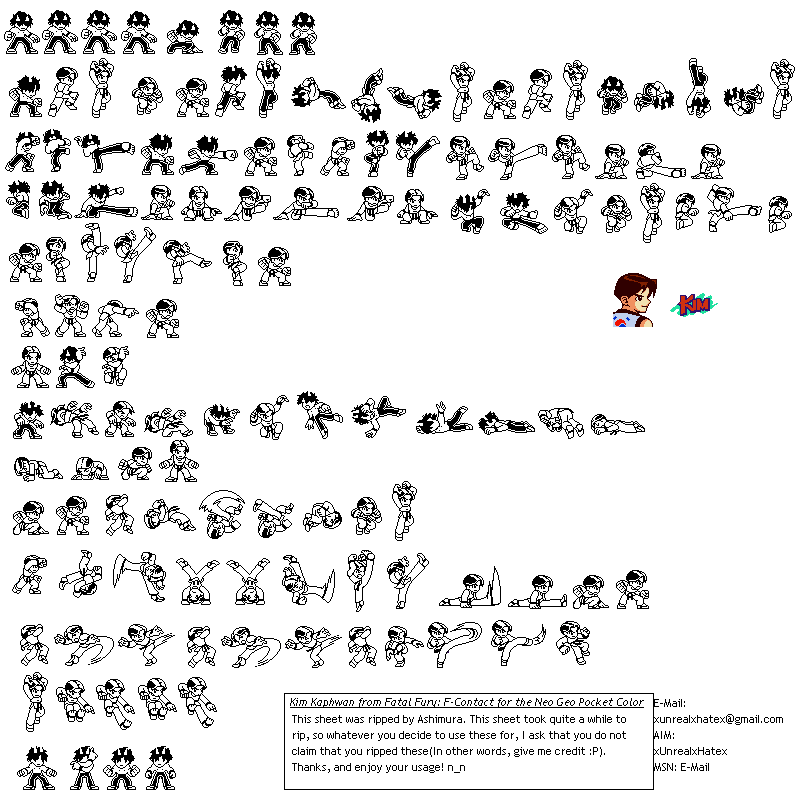 KIM
Kim Kaphwan from Fatal Fury: F-Contact for the Neo Geo Pocket Color
This sheet was ripped by Ashimura. This sheet took quite a while to
rip, so whatever you decide to use these for, I ask that you do not
claim that you ripped these(In other words, give me credit :P).
Thanks, and enjoy your usage! n_n
E-Mail:
xunrealxhatex@gmail.com
AIM:
xUnrealxHatex
MSN: E-Mail